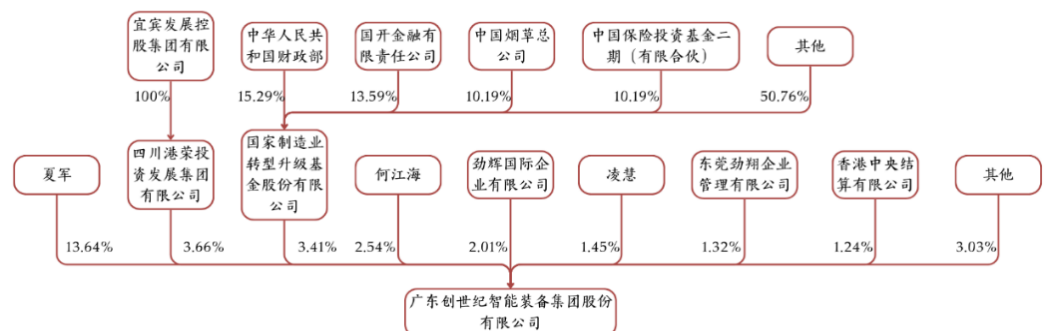 宜宾发展控
股集团有限
公司
中华人民共
和国财政部
国开金融有
限责任公司
中国烟草总
公司
中国保险投资基金二
期（有限合伙）
其他
100%
15.29%
13.59%
10.19%
10.19%
50.76%
夏军
四川港荣投
资发展集团
有限公司
国家制造业
转型升级基
金股份有限
公司
何江海
劲辉国际企
业有限公司
凌慧
东莞劲翔企业
管理有限公司
香港中央结
算有限公司
其他
13.64%
3.66%
3.41%
2.54%
2.01%
1.45%
1.32%
1.24%
3.03%
广东创世纪智能装备集团股份
有限公司